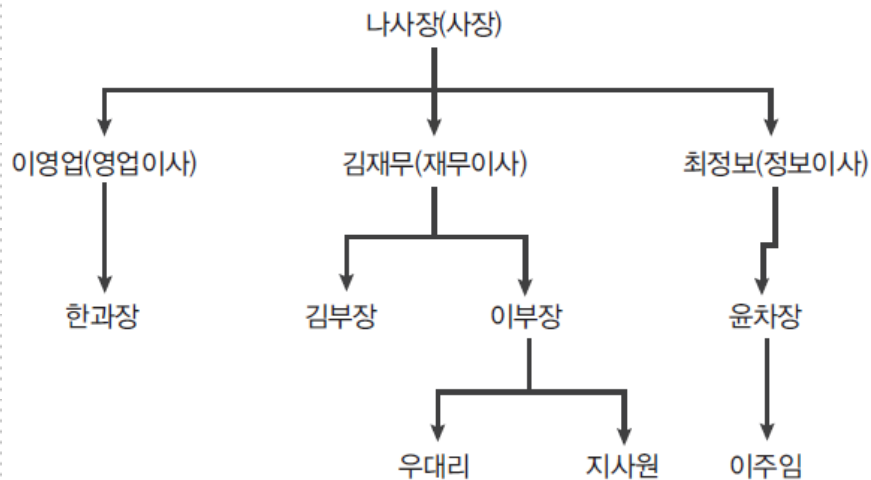 나사장(사장)
이영업(영업이사) 김재무(재무이사) 최정보(정보이사)
한과장 김부장 이부장 윤차장
우대리 지사원 이주임